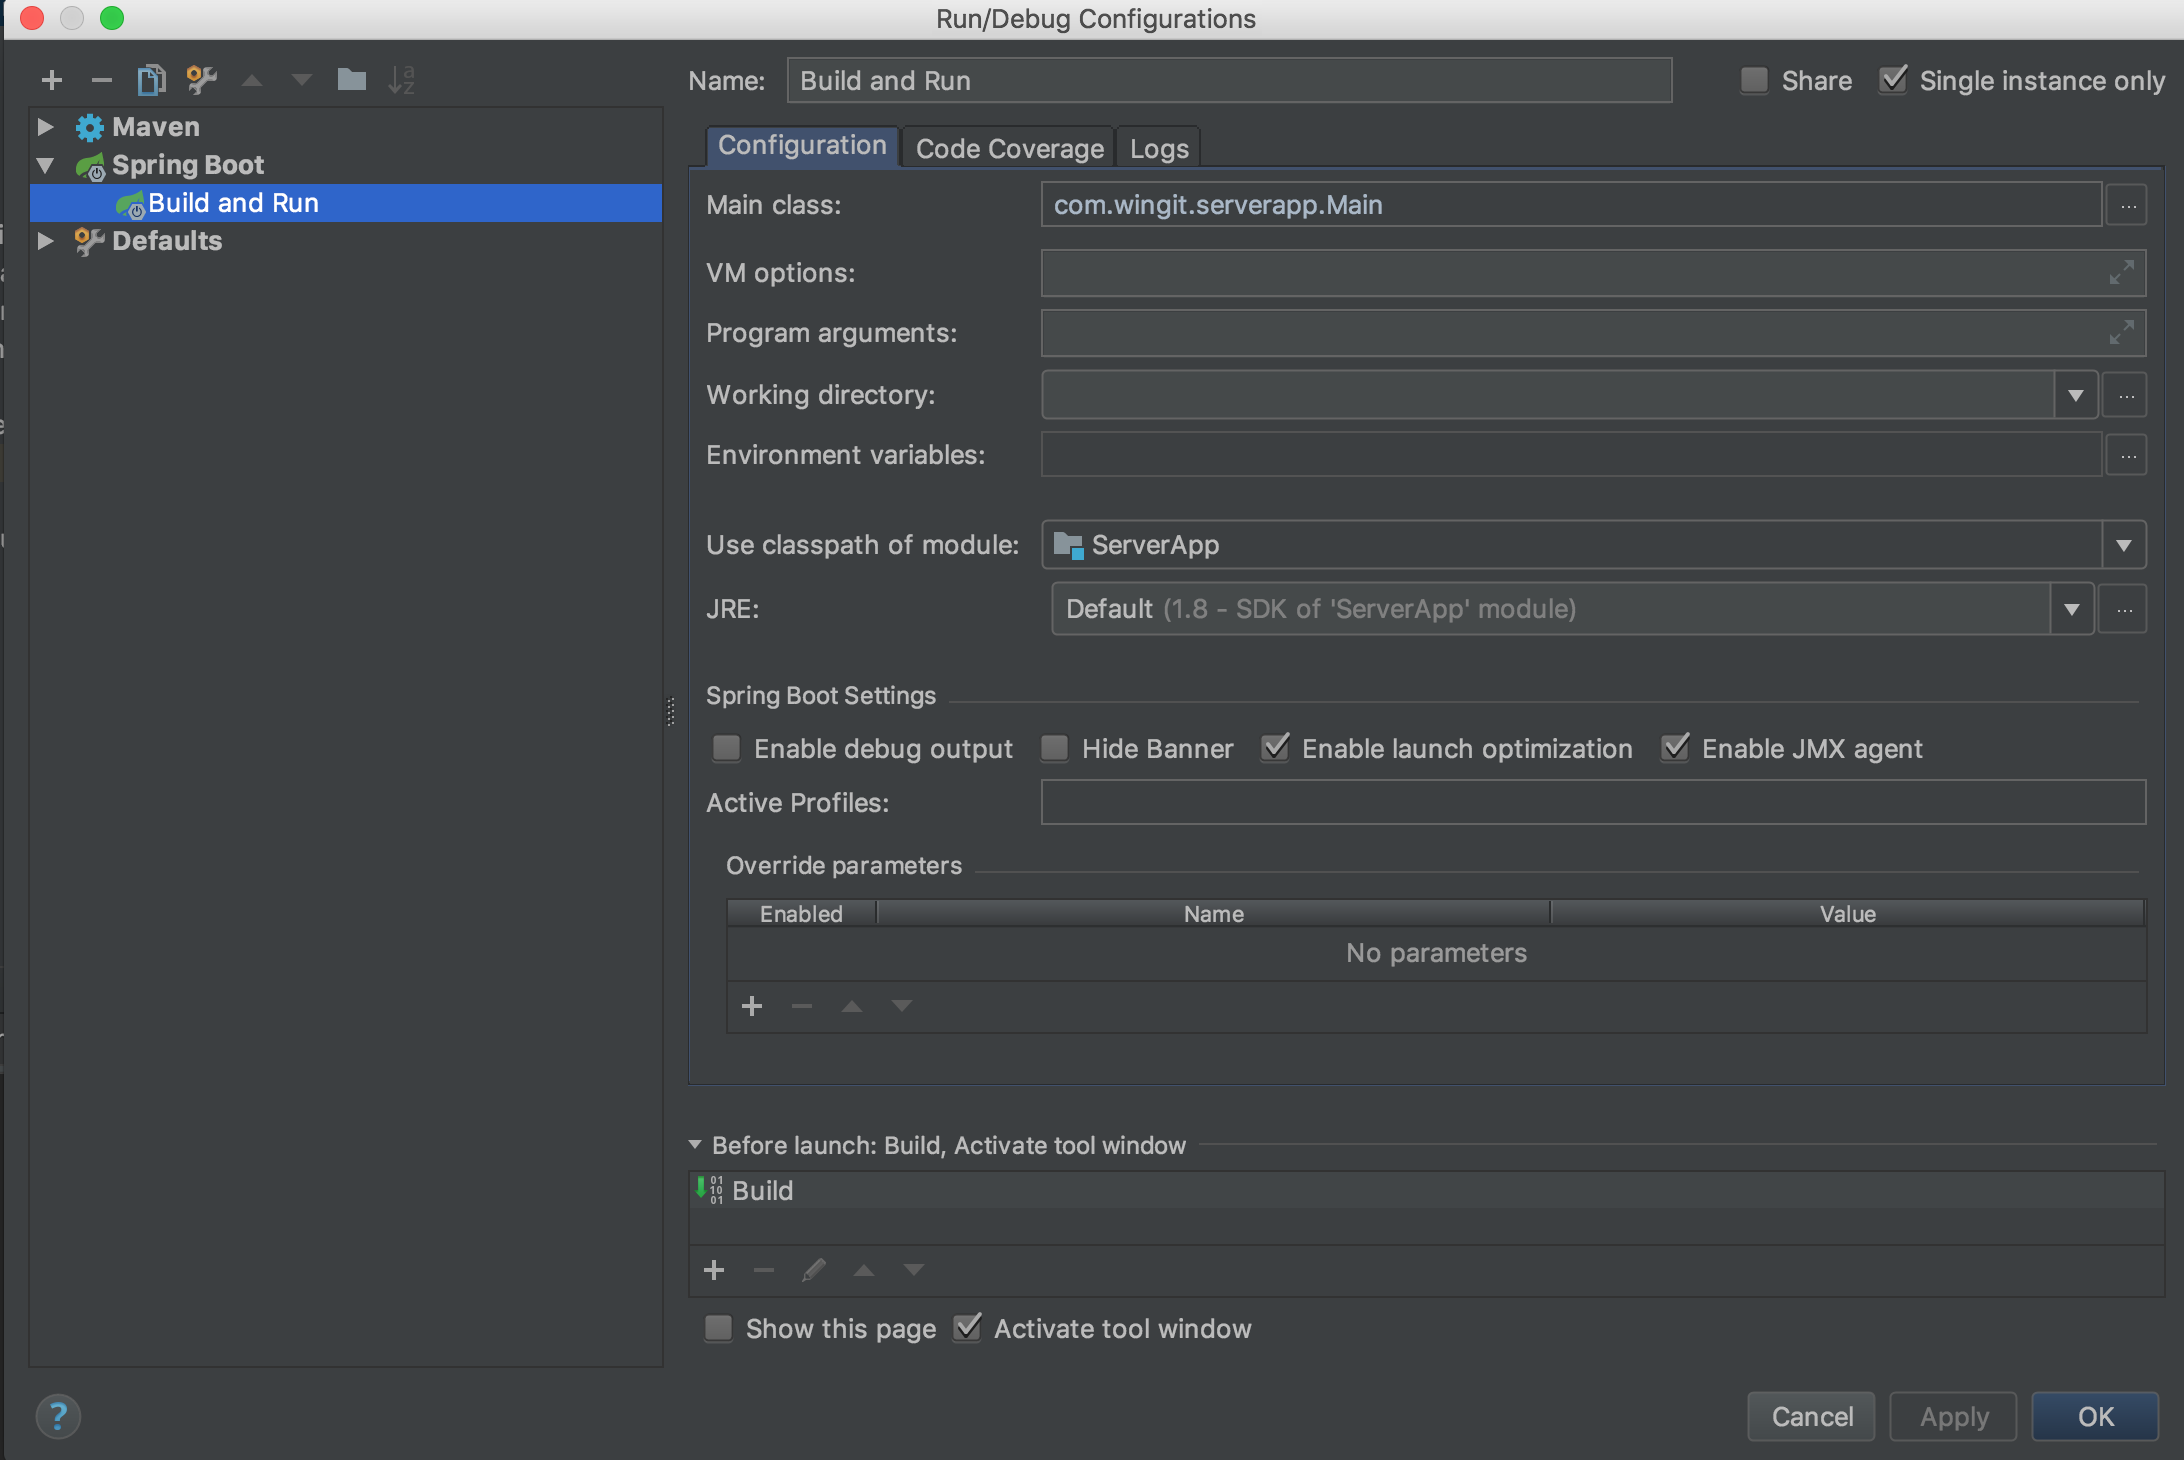 Run/Debug Configurations
Maven
Spring Boot
Build and Run
Defaults
Name: Build and Run Share Single instance only
Configuration Code Coverage Logs
Main class: com.wingit.serverapp.Main ...
VM options:
Program arguments:
Working directory: ...
Environment variables: ...
Use classpath of module: ServerApp
JRE: Default (1.8 - SDK of 'ServerApp' module) ...
Spring Boot Settings
Enable debug output Hide Banner Enable launch optimization Enable JMX agent
Active Profiles:
Override parameters
Enabled Name Value
No parameters
Before launch: Build, Activate tool window
Build
Show this page Activate tool window
? Cancel Apply OK